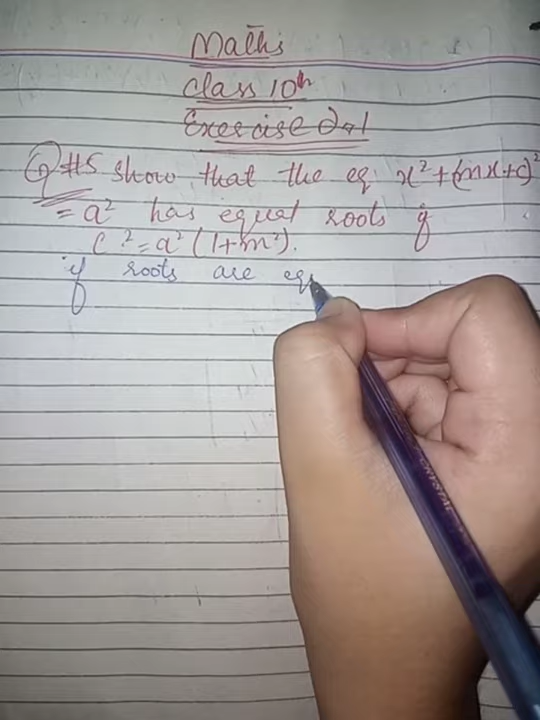 Maths
Class 10th
Exercise 2.1
Q#5 show that the eq: x²+(mx+c)²
= a² has equal roots if
c²=a²(1+m²).
if roots are eq